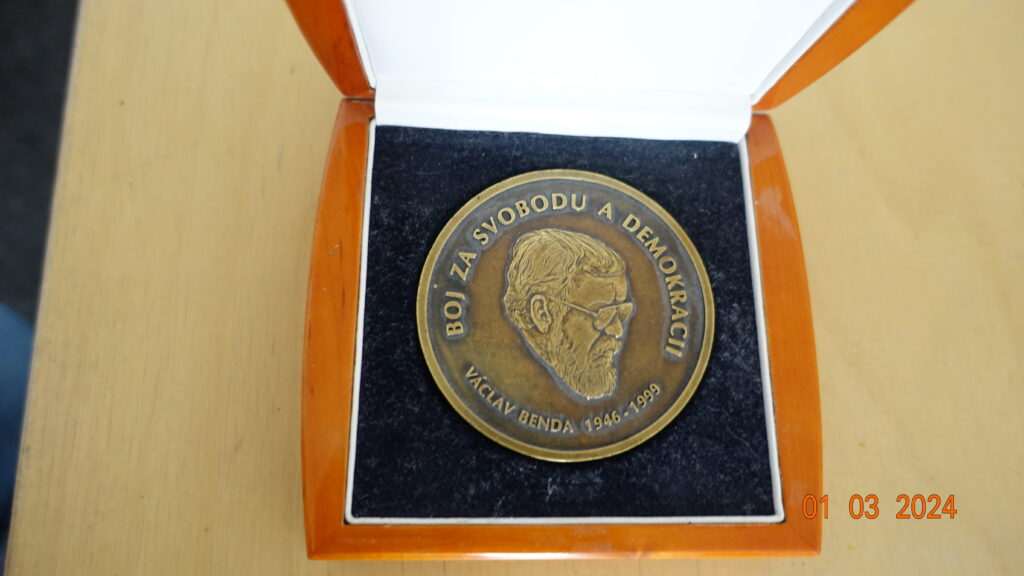 BOJ ZA SVOBODU A DEMOKRACII
VÁCLAV BENDA 1946-1999
01 03 2024